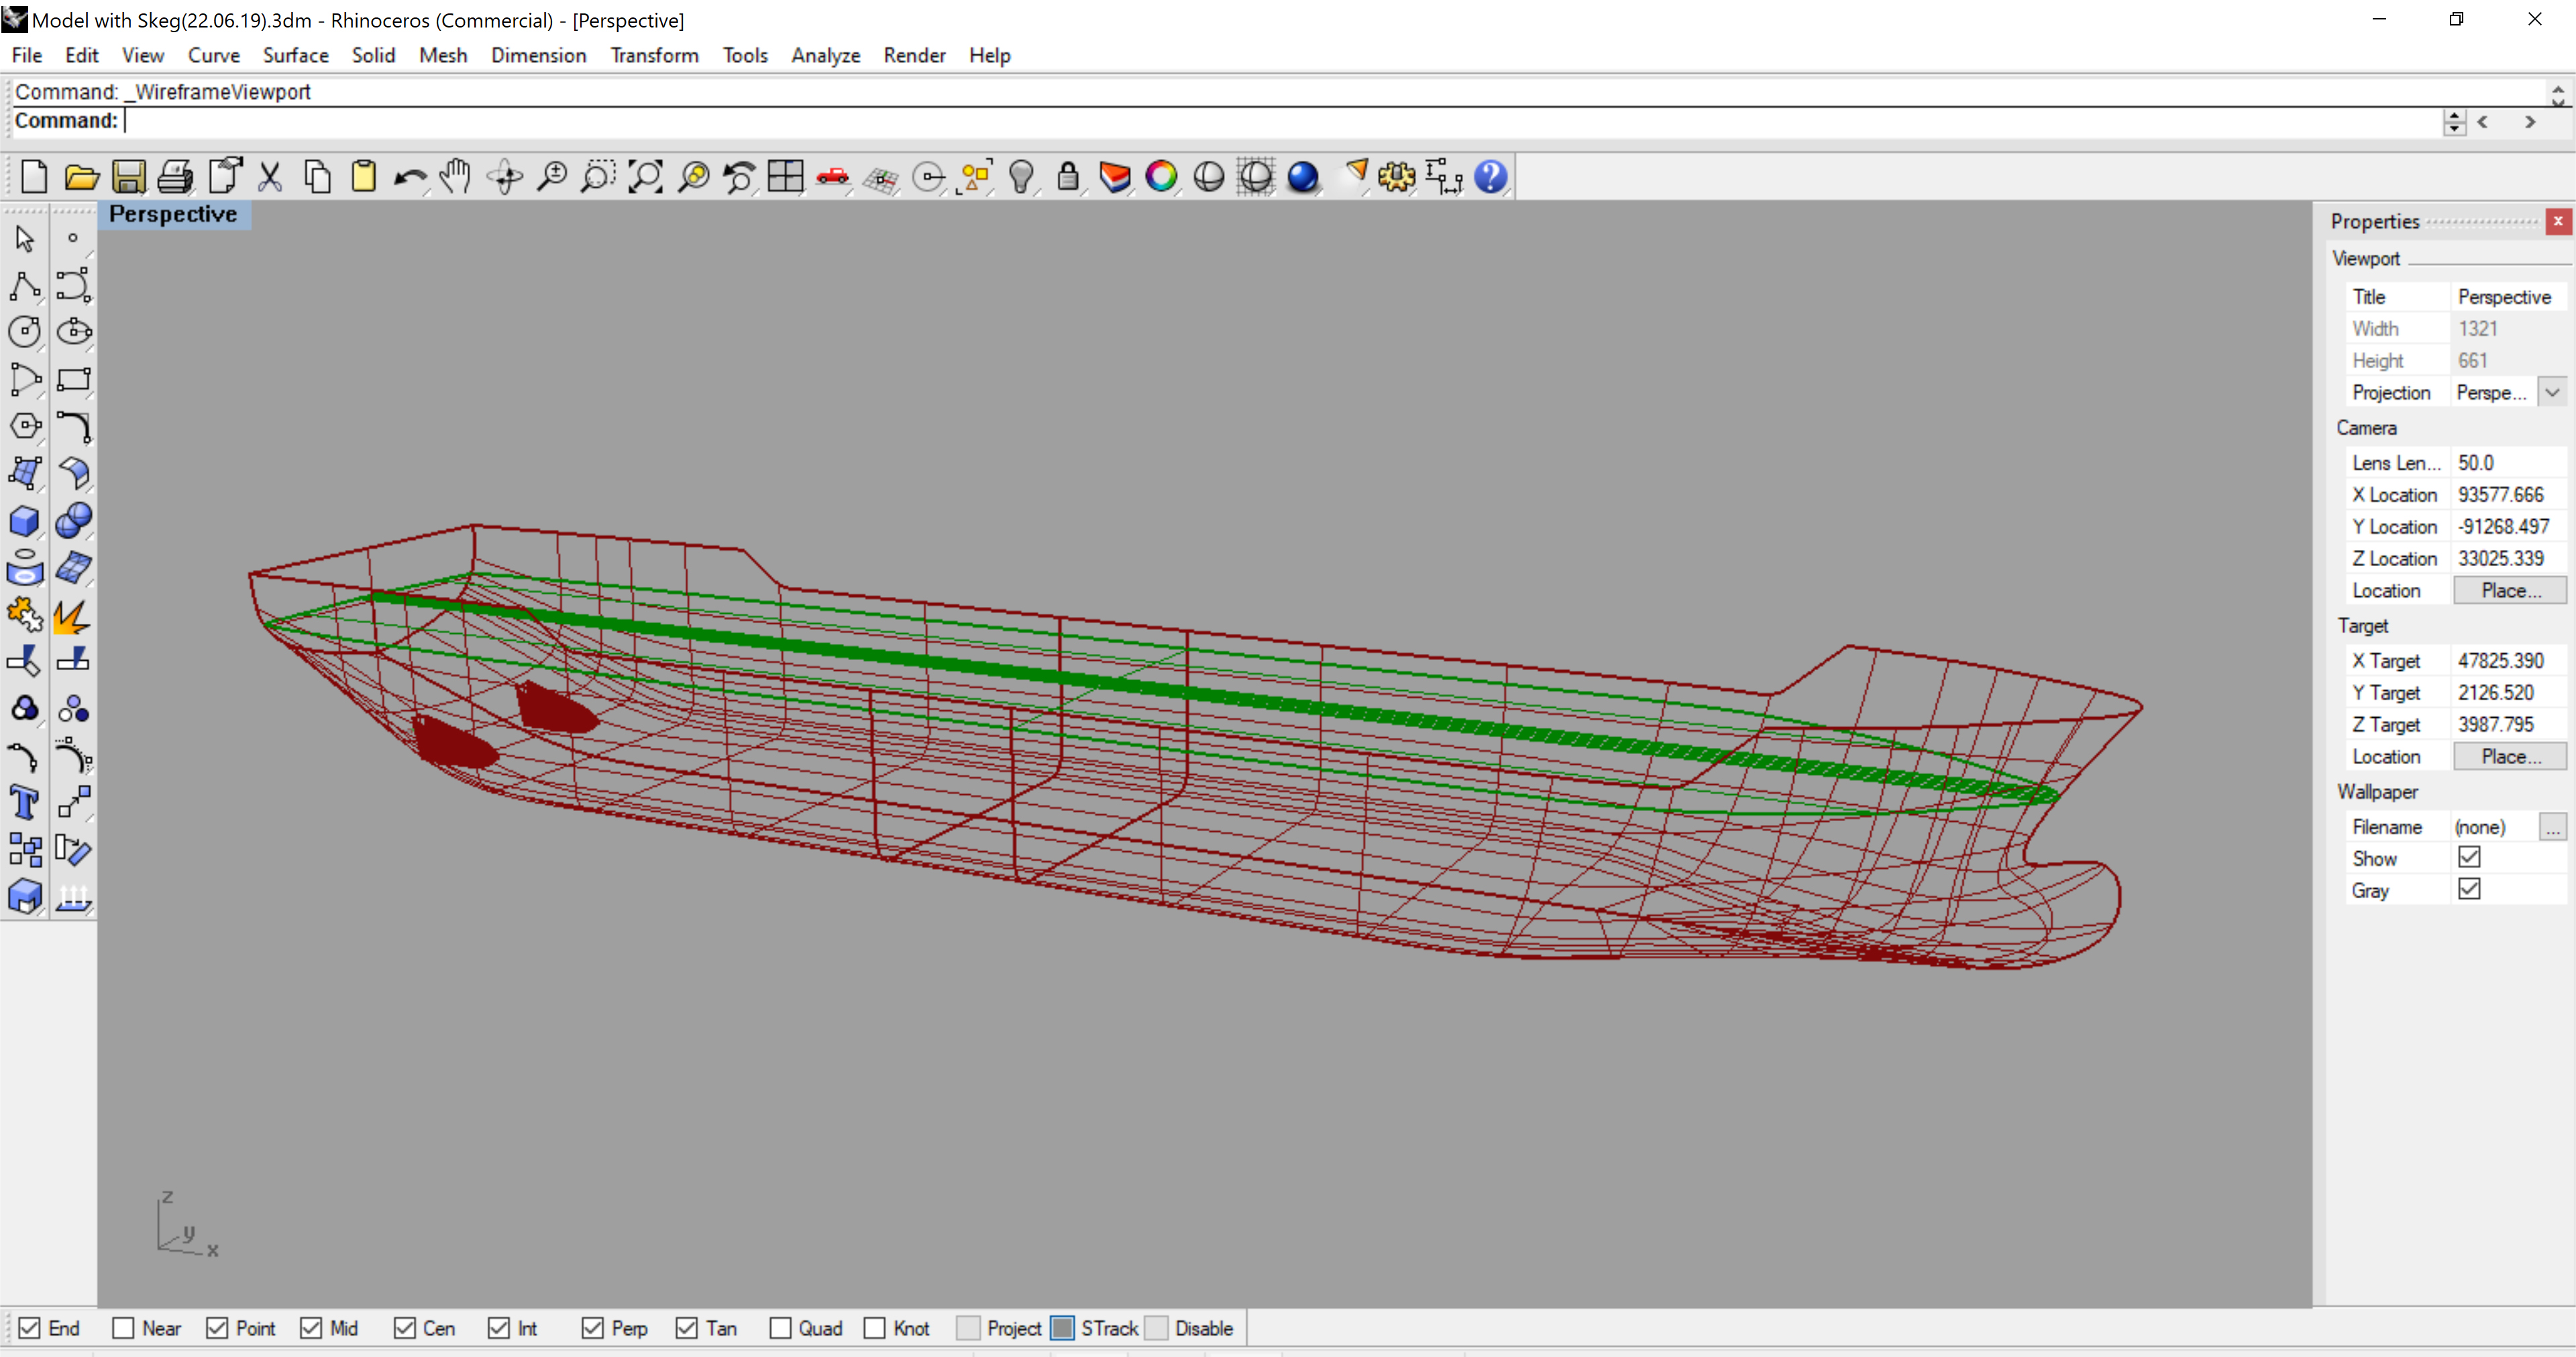 Model with Skeg(22.06.19).3dm - Rhinoceros (Commercial) - [Perspective]
File Edit View Curve Surface Solid Mesh Dimension Transform Tools Analyze Render Help
Command: _WireframeViewport
Command:
Perspective
Properties
Viewport
Title Perspective
Width 1321
Height 661
Projection Perspe...
Camera
Lens Len... 50.0
X Location 93577.666
Y Location -91268.497
Z Location 33025.339
Location Place...
Target
X Target 47825.390
Y Target 2126.520
Z Target 3987.795
Location Place...
Wallpaper
Filename (none) ...
Show
Gray
z
y
x
End Near Point Mid Cen Int Perp Tan Quad Knot Project STrack Disable